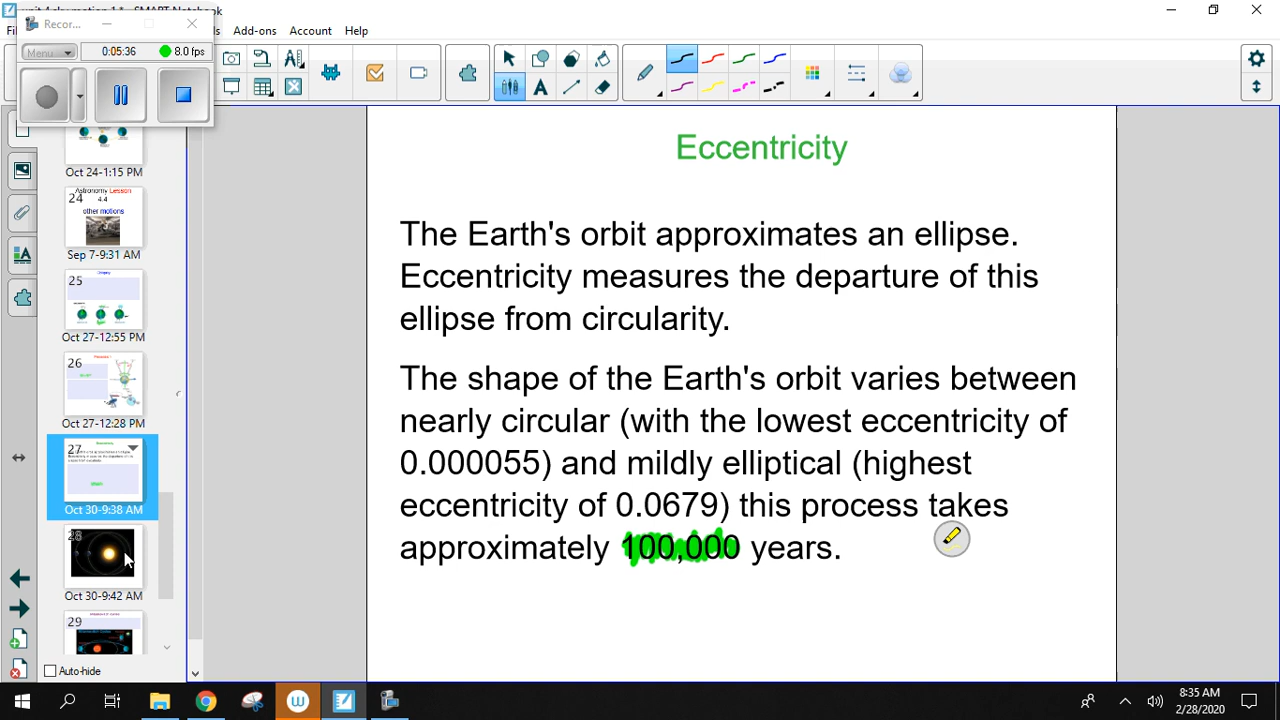 Recor...
Menu
0:05:36
8.0 fps
Add-ons
Account
Help
Oct 24-1:15 PM
24
Astronomy Lesson
4.4
other motions
Sep 7-9:31 AM
25
Oct 27-12:55 PM
26
Oct 27-12:28 PM
27
Oct 30-9:38 AM
28
Oct 30-9:42 AM
29
Auto-hide
Eccentricity
The Earth's orbit approximates an ellipse.
Eccentricity measures the departure of this
ellipse from circularity.
The shape of the Earth's orbit varies between
nearly circular (with the lowest eccentricity of
0.000055) and mildly elliptical (highest
eccentricity of 0.0679) this process takes
approximately 100,000 years.
8:35 AM
2/28/2020